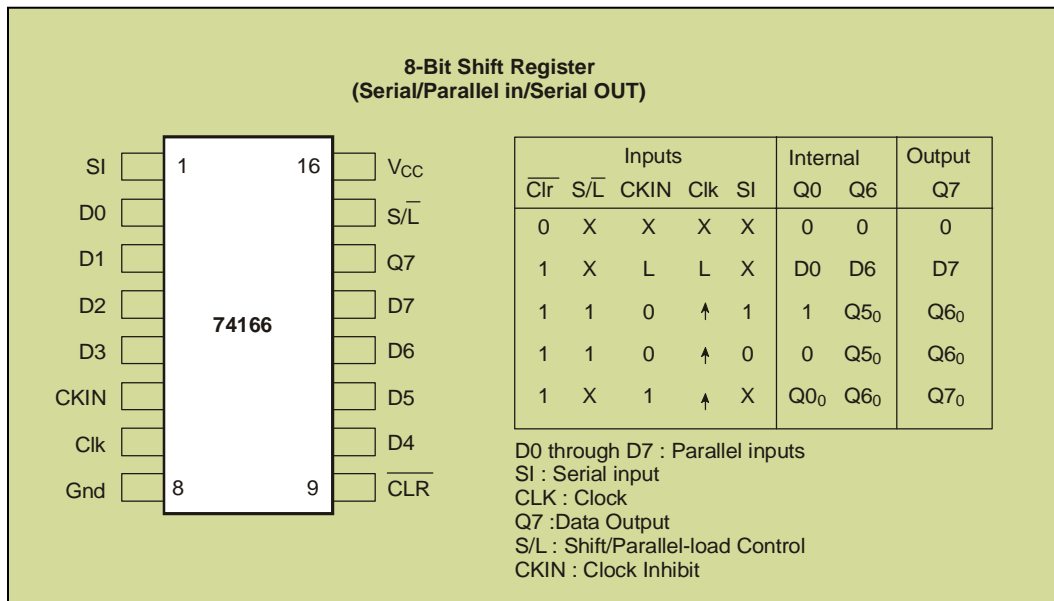 8-Bit Shift Register
(Serial/Parallel in/Serial OUT)
SI 1 16 VCC
D0 S/L̅
D1 Q7
D2 D7
74166
D3 D6
CKIN D5
Clk D4
Gnd 8 9 C̅L̅R̅
Inputs Internal Output
C̅l̅r̅ S/L̅ CKIN Clk SI Q0 Q6 Q7
0 X X X X 0 0 0
1 X L L X D0 D6 D7
1 1 0 ↑ 1 1 Q5₀ Q6₀
1 1 0 ↑ 0 0 Q5₀ Q6₀
1 X 1 ↑ X Q0₀ Q6₀ Q7₀
D0 through D7 : Parallel inputs
SI : Serial input
CLK : Clock
Q7 :Data Output
S/L : Shift/Parallel-load Control
CKIN : Clock Inhibit